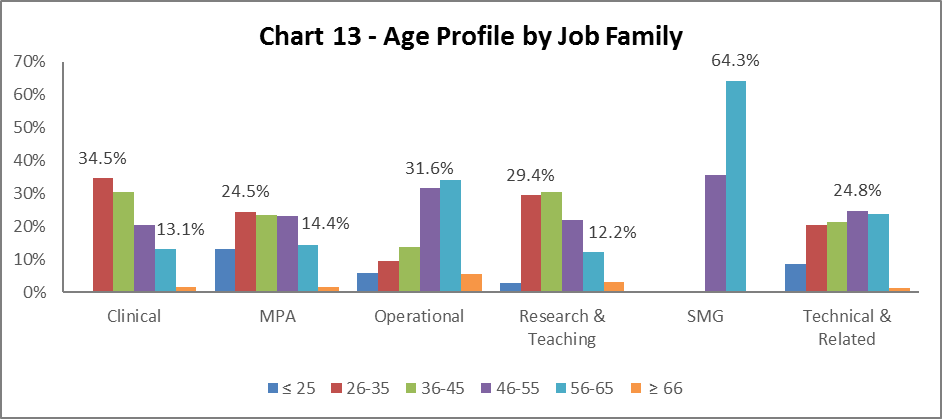 Chart 13 - Age Profile by Job Family
70%
60%
50%
40%
30%
20%
10%
0%
34.5%
13.1%
24.5%
14.4%
31.6%
29.4%
12.2%
64.3%
24.8%
Clinical
MPA
Operational
Research &
Teaching
SMG
Technical &
Related
≤ 25
26-35
36-45
46-55
56-65
≥ 66